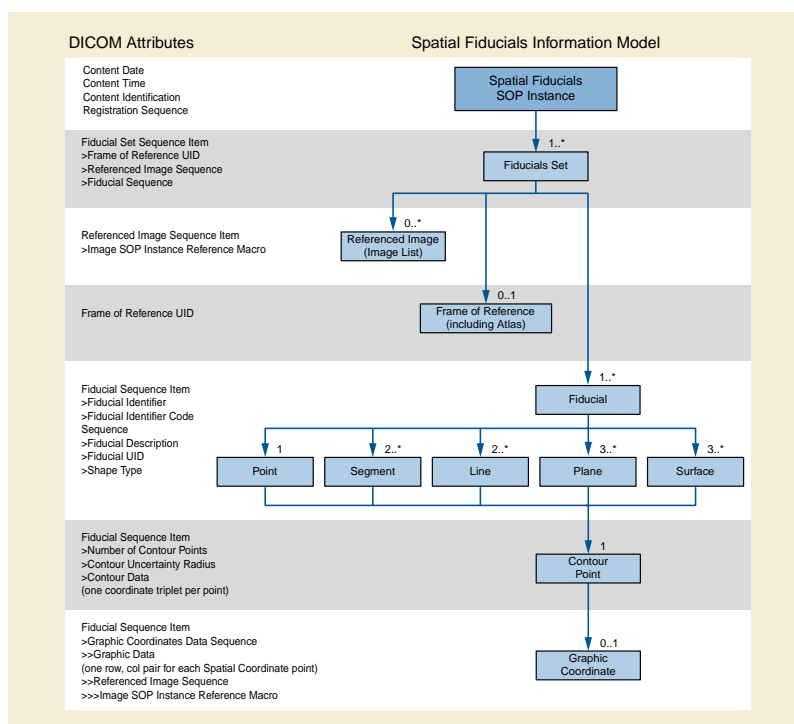 DICOM Attributes
Spatial Fiducials Information Model
Content Date
Content Time
Content Identification
Registration Sequence
Spatial Fiducials
SOP Instance
Fiducial Set Sequence Item
>Frame of Reference UID
>Referenced Image Sequence
>Fiducial Sequence
1..*
Fiducials Set
Referenced Image Sequence Item
>Image SOP Instance Reference Macro
0..*
Referenced Image
(Image List)
Frame of Reference UID
0..1
Frame of Reference
(including Atlas)
Fiducial Sequence Item
>Fiducial Identifier
>Fiducial Identifier Code
Sequence
>Fiducial Description
>Fiducial UID
>Shape Type
1..*
Fiducial
1
Point
2..*
Segment
2..*
Line
3..*
Plane
3..*
Surface
Fiducial Sequence Item
>Number of Contour Points
>Contour Uncertainty Radius
>Contour Data
(one coordinate triplet per point)
1
Contour
Point
Fiducial Sequence Item
>Graphic Coordinates Data Sequence
>>Graphic Data
(one row, col pair for each Spatial Coordinate point)
>>Referenced Image Sequence
>>>Image SOP Instance Reference Macro
0..1
Graphic
Coordinate